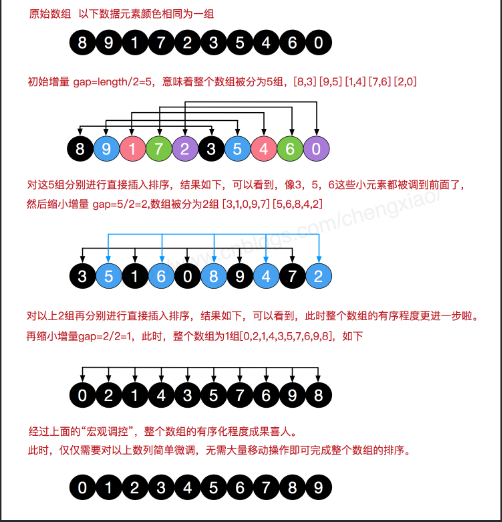 原始数组  以下数据元素颜色相同为一组
8 9 1 7 2 3 5 4 6 0
初始增量 gap=length/2=5，意味着整个数组被分为5组，[8,3][9,5][1,4][7,6][2,0]
8 9 1 7 2 3 5 4 6 0
对这5组分别进行直接插入排序，结果如下，可以看到，像3，5，6这些小元素都被调到前面了，
然后缩小增量 gap=5/2=2,数组被分为2组 [3,1,0,9,7][5,6,8,4,2]
www.cnblogs.com/chengxiao/
3 5 1 6 0 8 9 4 7 2
对以上2组再分别进行直接插入排序，结果如下，可以看到，此时整个数组的有序程度更进一步啦。
再缩小增量gap=2/2=1，此时，整个数组为1组[0,2,1,4,3,5,7,6,9,8]，如下
0 2 1 4 3 5 7 6 9 8
经过上面的“宏观调控”，整个数组的有序化程度成果喜人。
此时，仅仅需要对以上数列简单微调，无需大量移动操作即可完成整个数组的排序。
0 1 2 3 4 5 6 7 8 9